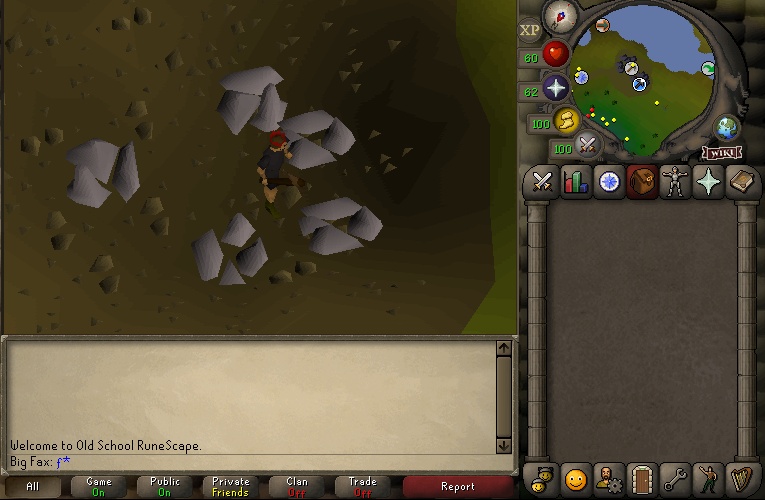 XP
60
62
100
100
WIKI
Welcome to Old School RuneScape.
Big Fax: f*
All
Game
On
Public
On
Private
Friends
Clan
Off
Trade
Off
Report